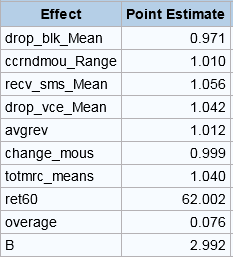 Effect Point Estimate
drop_blk_Mean 0.971
ccrndmou_Range 1.010
recv_sms_Mean 1.056
drop_vce_Mean 1.042
avgrev 1.012
change_mous 0.999
totmrc_means 1.040
ret60 62.002
overage 0.076
B 2.992